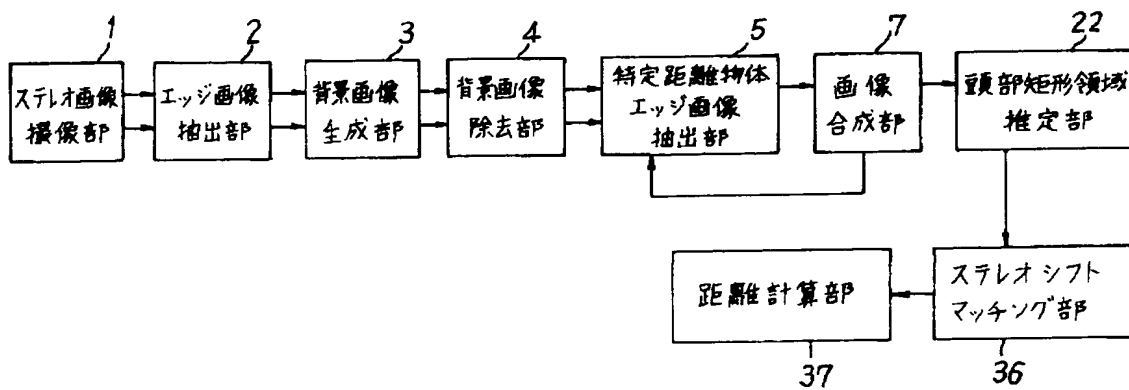 1
2
3
4
5
7
22
ステレオ画像
撮像部
エッジ画像
抽出部
背景画像
生成部
背景画像
除去部
特定距離物体
エッジ画像
抽出部
画像
合成部
頭部矩形領域
推定部
距離計算部
ステレオシフト
マッチング部
37
36